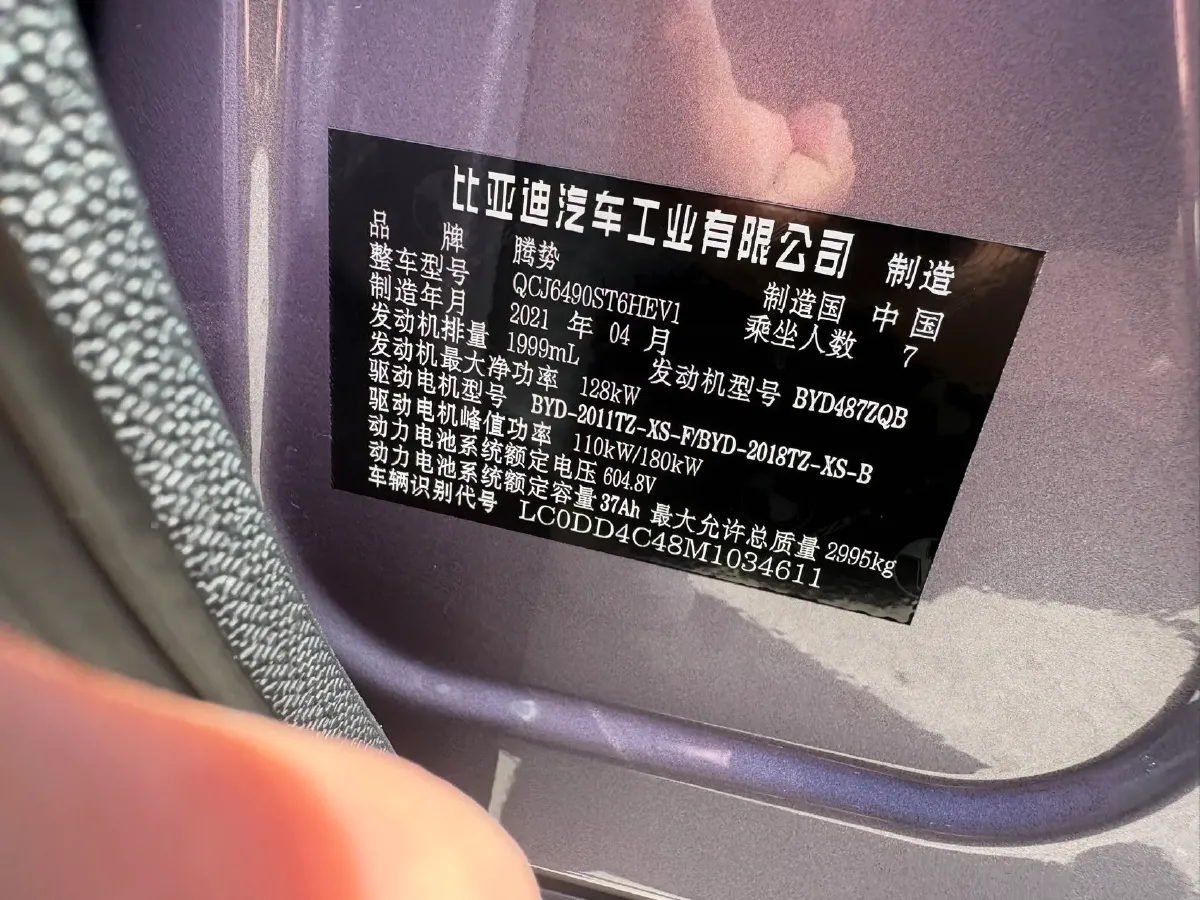 比亚迪汽车工业有限公司 制造
品牌 腾势 制造国 中国
整车型号 QCJ6490ST6HEV1 乘坐人数 7
制造年月 2021 年 04 月
发动机排量 1999mL 发动机型号 BYD487ZQB
发动机最大净功率 128kW
驱动电机型号 BYD-2011TZ-XS-F/BYD-2018TZ-XS-B
驱动电机峰值功率 110kW/180kW
动力电池系统额定电压 604.8V
动力电池系统额定容量 37Ah 最大允许总质量 2995kg
车辆识别代号 LC0DD4C48M1034611